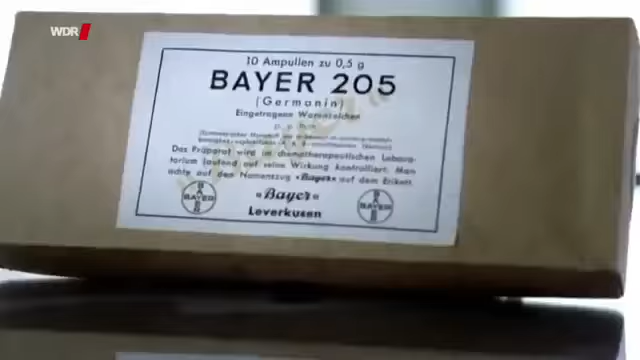 WDR
10 Ampullen zu 0,5 g
BAYER 205
(Germanin)
Eingetragene Warenzeichen
Das Präparat wird im chemotherapeutischen Labora-
torium laufend auf seine Wirkung kontrolliert. Man
achte auf den Namenszug »Bayer« auf dem Etikett.
BAYER
»Bayer«
BAYER
Leverkusen